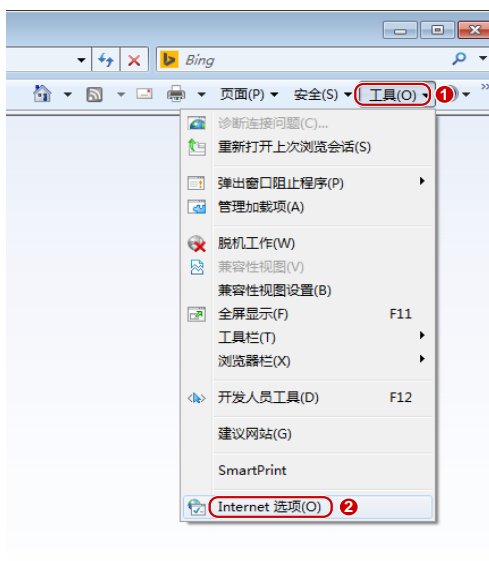 Bing
页面(P) 安全(S) 工具(O) 1
诊断连接问题(C)...
重新打开上次浏览会话(S)
弹出窗口阻止程序(P)
管理加载项(A)
脱机工作(W)
兼容性视图(V)
兼容性视图设置(B)
全屏显示(F) F11
工具栏(T)
浏览器栏(X)
开发人员工具(D) F12
建议网站(G)
SmartPrint
Internet 选项(O) 2